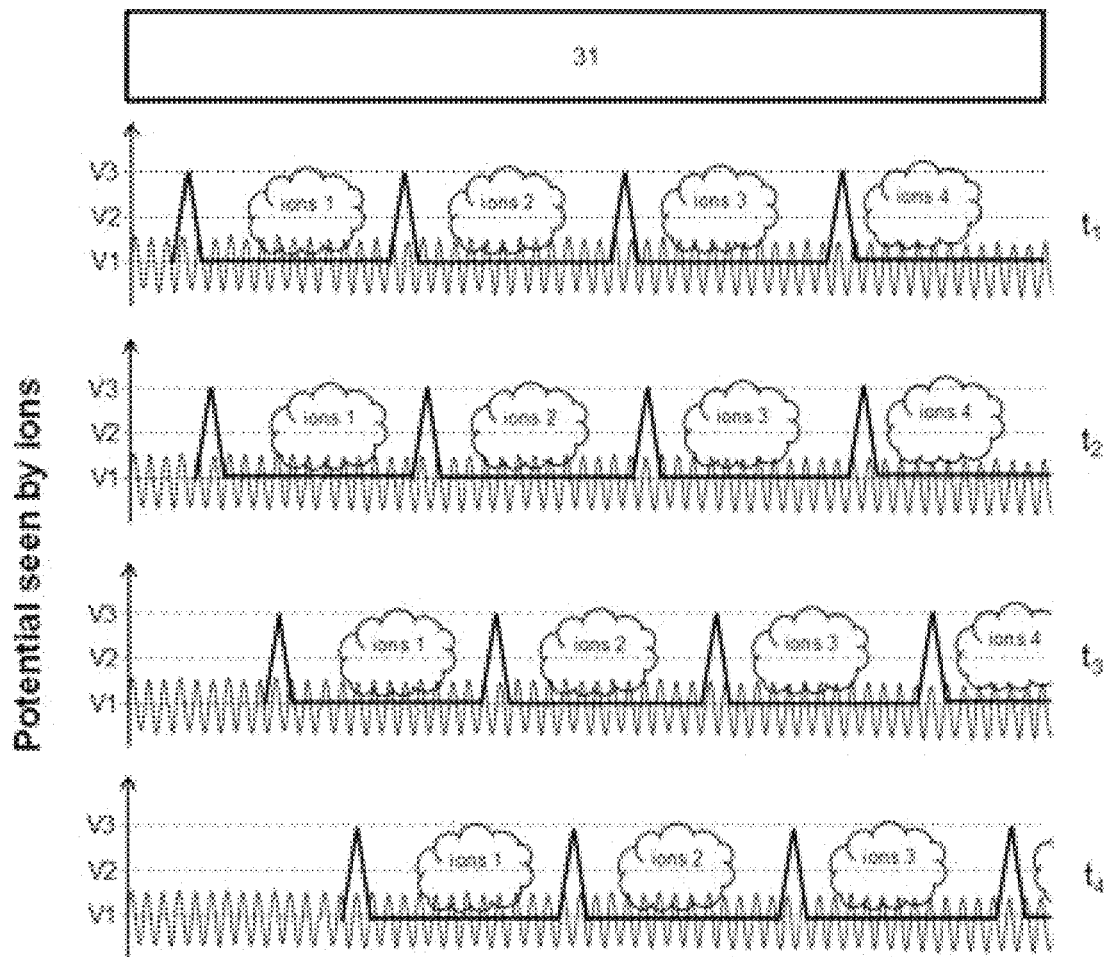 31
V3
ions 1 ions 2 ions 3 ions 4
V2
t1
V1
Potential seen by ions
V3
ions 1 ions 2 ions 3 ions 4
V2
t2
V1
V3
ions 1 ions 2 ions 3 ions 4
V2
t3
V1
V3
ions 1 ions 2 ions 3
V2
t4
V1